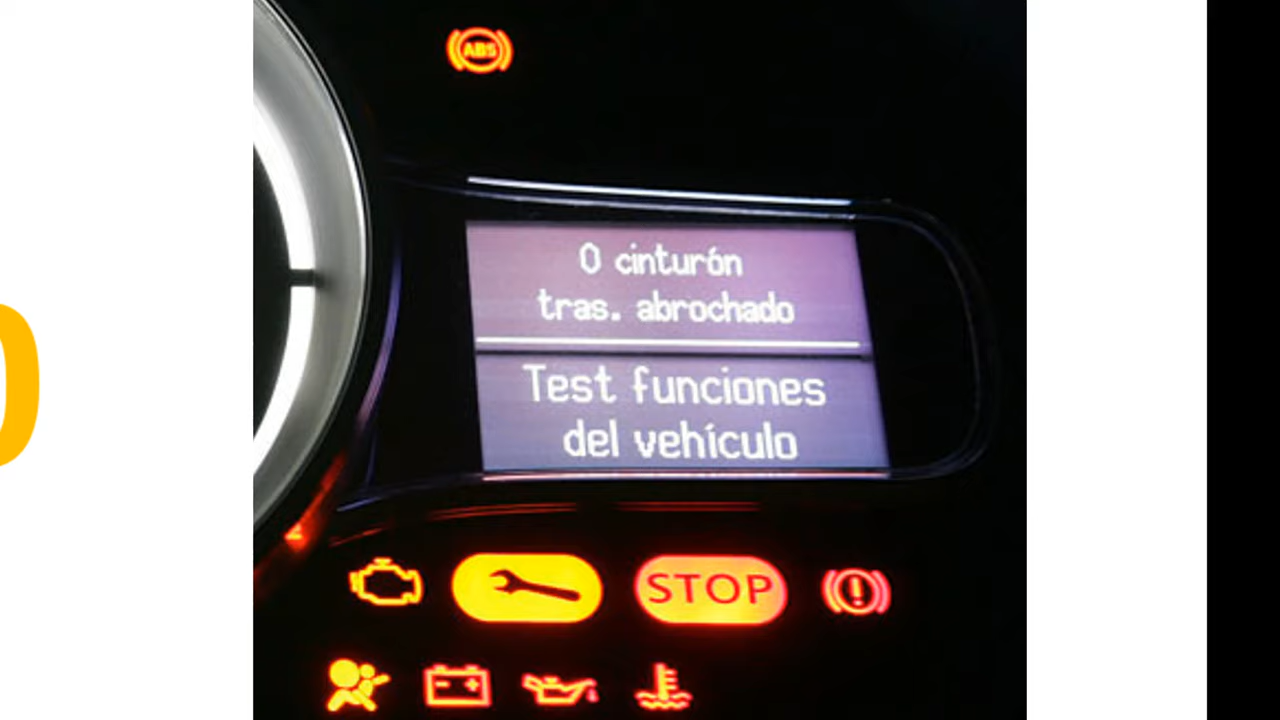 ABS
0 cinturón
tras. abrochado
Test funciones
del vehículo
STOP